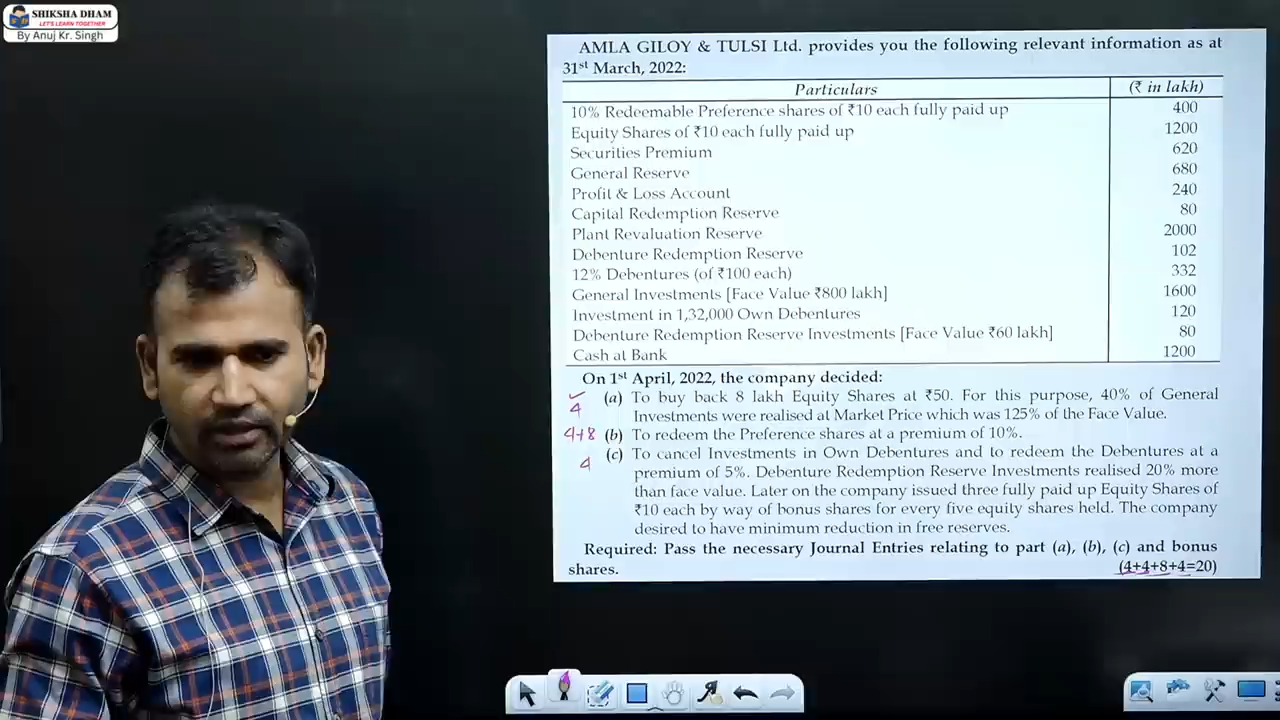 SHIKSHA DHAM
LET'S LEARN TOGETHER
By Anuj Kr. Singh
AMLA GILOY & TULSI Ltd. provides you the following relevant information as at
31st March, 2022:
Particulars (₹ in lakh)
10% Redeemable Preference shares of ₹10 each fully paid up 400
Equity Shares of ₹10 each fully paid up 1200
Securities Premium 620
General Reserve 680
Profit & Loss Account 240
Capital Redemption Reserve 80
Plant Revaluation Reserve 2000
Debenture Redemption Reserve 102
12% Debentures (of ₹100 each) 332
General Investments [Face Value ₹800 lakh] 1600
Investment in 1,32,000 Own Debentures 120
Debenture Redemption Reserve Investments [Face Value ₹60 lakh] 80
Cash at Bank 1200
On 1st April, 2022, the company decided:
(a) To buy back 8 lakh Equity Shares at ₹50. For this purpose, 40% of General
4 Investments were realised at Market Price which was 125% of the Face Value.
4+8 (b) To redeem the Preference shares at a premium of 10%.
(c) To cancel Investments in Own Debentures and to redeem the Debentures at a
4 premium of 5%. Debenture Redemption Reserve Investments realised 20% more
than face value. Later on the company issued three fully paid up Equity Shares of
₹10 each by way of bonus shares for every five equity shares held. The company
desired to have minimum reduction in free reserves.
Required: Pass the necessary Journal Entries relating to part (a), (b), (c) and bonus
shares. (4+4+8+4=20)